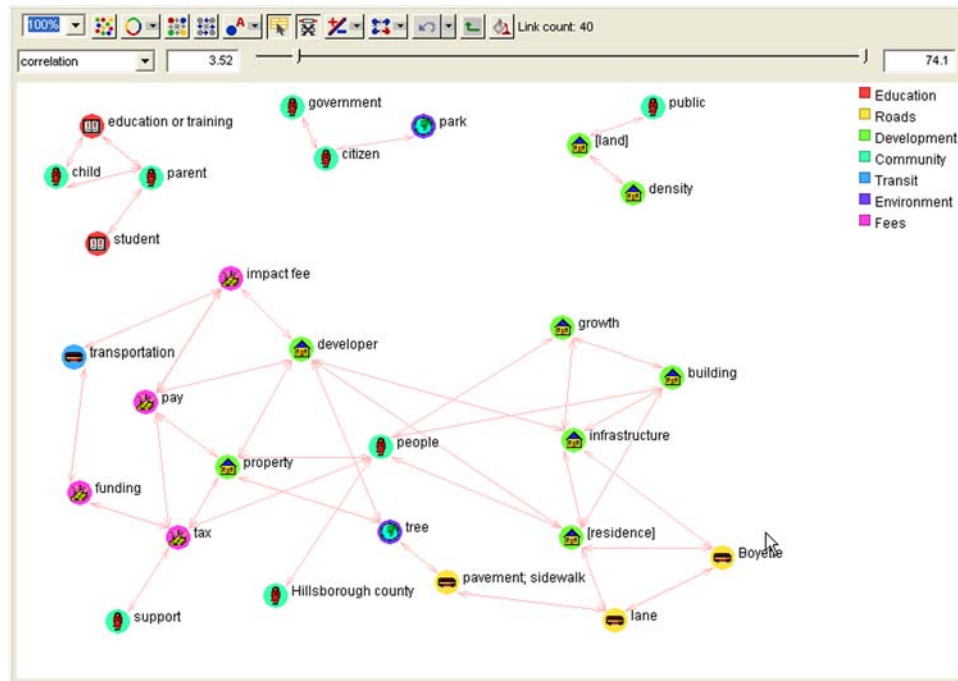 100%
Link count: 40
correlation
3.52
74.1
government
public
Education
education or training
park
Roads
[land]
Development
citizen
Community
child
parent
density
Transit
Environment
student
Fees
impact fee
growth
transportation
developer
building
pay
people
infrastructure
property
funding
tax
tree
[residence]
Boyette
pavement; sidewalk
Hillsborough county
support
lane